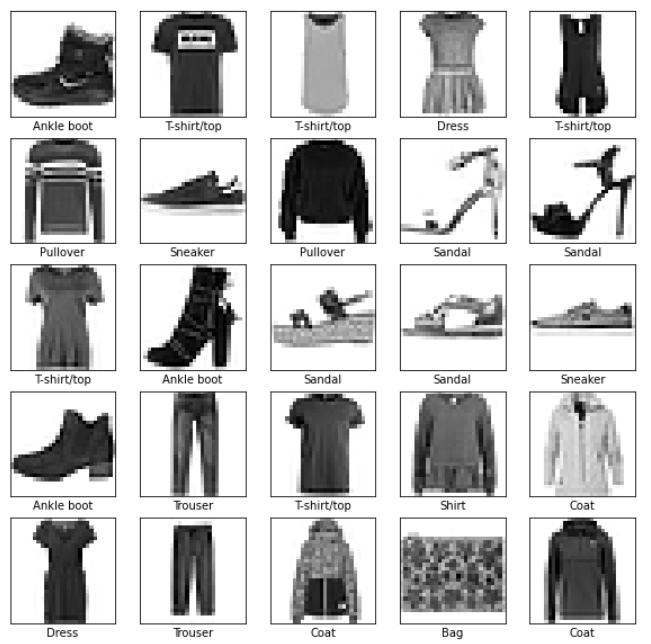 Ankle boot T-shirt/top T-shirt/top Dress T-shirt/top
Pullover Sneaker Pullover Sandal Sandal
T-shirt/top Ankle boot Sandal Sandal Sneaker
Ankle boot Trouser T-shirt/top Shirt Coat
Dress Trouser Coat Bag Coat